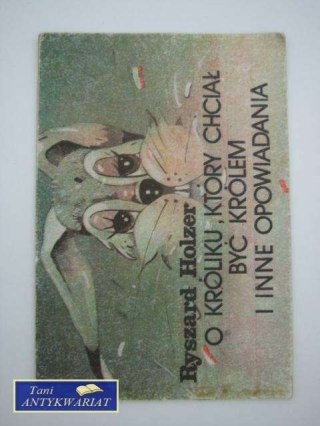 Ryszard Holzer
O KRÓLIKU, KTÓRY CHCIAŁ
BYĆ KRÓLEM
I INNE OPOWIADANIA
Tani
ANTYKWARIAT